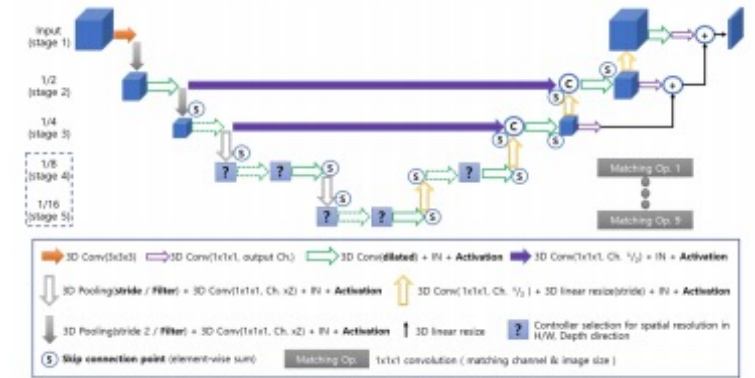 Input
(stage 1)
1/2
(stage 2)
1/4
(stage 3)
1/8
(stage 4)
1/16
(stage 5)
S
C
S
S
+
S
C
S
S
+
S
?
?
S
S
?
S
S
?
?
S
Matching Op. 1
Matching Op. 9
3D Conv(3x3x3)
3D Conv(1x1x1, output Ch.)
3D Conv(dilated) + IN + Activation
3D Conv(1x1x1, Ch. ¹/₂) + IN + Activation
3D Pooling(stride / Filter) + 3D Conv(1x1x1, Ch. x2) + IN + Activation
3D Conv(1x1x1, Ch. ¹/₂) + 3D linear resize(stride) + IN + Activation
3D Pooling(stride 2 / Filter) + 3D Conv(1x1x1, Ch. x2) + IN + Activation
3D linear resize
? Controller selection for spatial resolution in
H/W, Depth direction
S Skip connection point (element-wise sum)
Matching Op. 1x1x1 convolution ( matching channel & image size )